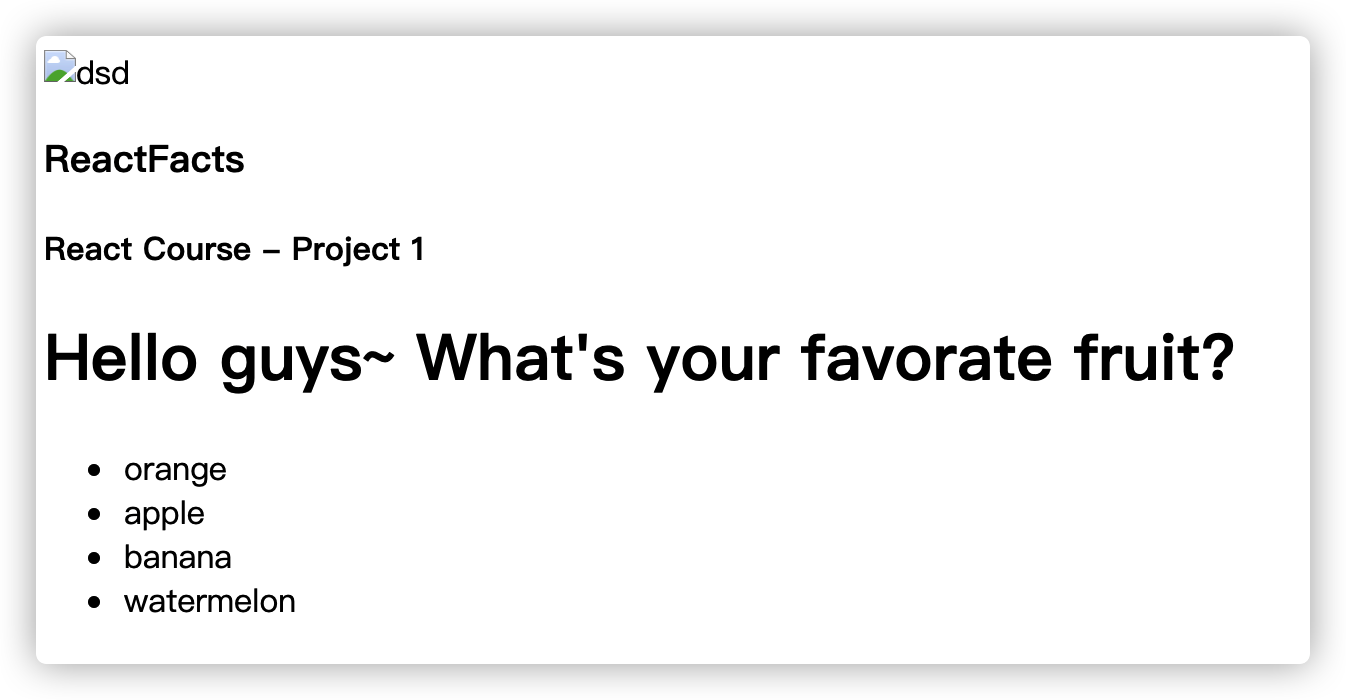 dsd
ReactFacts
React Course – Project 1
Hello guys~ What's your favorate fruit?
orange
apple
banana
watermelon